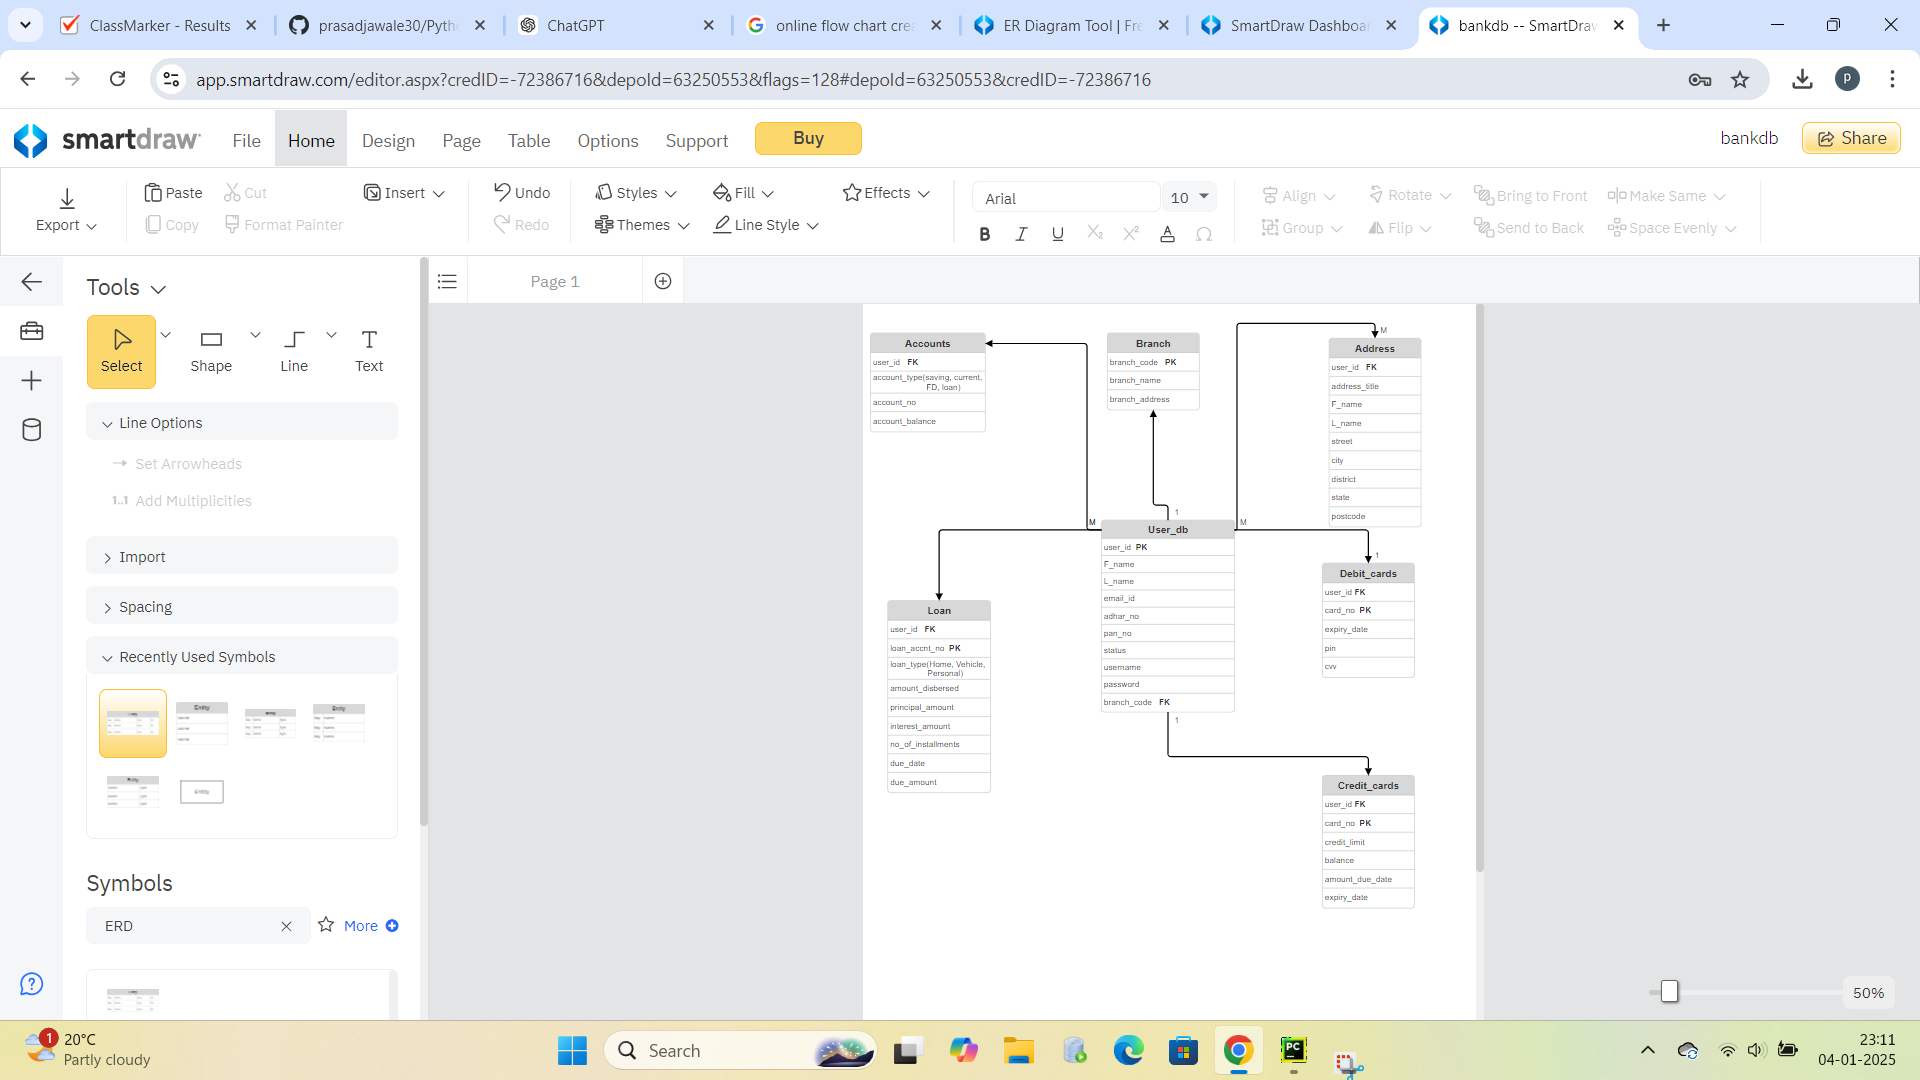 ClassMarker - Results
prasadjawale30/Pyth
ChatGPT
online flow chart crea
ER Diagram Tool | Fre
SmartDraw Dashboar
bankdb -- SmartDraw
app.smartdraw.com/editor.aspx?credID=-72386716&depoId=63250553&flags=128#depoId=63250553&credID=-72386716
P
smartdraw
File
Home
Design
Page
Table
Options
Support
Buy
bankdb
Share
Export
Paste
Cut
Copy
Format Painter
Insert
Undo
Redo
Styles
Fill
Effects
Themes
Line Style
Arial
10
B
I
U
X₂
X²
A
Ω
Align
Rotate
Bring to Front
Make Same
Group
Flip
Send to Back
Space Evenly
Tools
Select
Shape
Line
Text
Line Options
Set Arrowheads
1..1 Add Multiplicities
Import
Spacing
Recently Used Symbols
Entity
Entity
Entity
Symbols
ERD
More
Page 1
Accounts
user_id FK
account_type(saving, current,
FD, loan)
account_no
account_balance
Branch
branch_code PK
branch_name
branch_address
M
Address
user_id FK
address_title
F_name
L_name
street
city
district
state
postcode
M
1
M
User_db
user_id PK
F_name
L_name
email_id
adhar_no
pan_no
status
username
password
branch_code FK
1
1
Debit_cards
user_id FK
card_no PK
expiry_date
pin
cvv
Loan
user_id FK
loan_accnt_no PK
loan_type(Home, Vehicle,
Personal)
amount_disbersed
principal_amount
interest_amount
no_of_installments
due_date
due_amount
Credit_cards
user_id FK
card_no PK
credit_limit
balance
amount_due_date
expiry_date
50%
1
20°C
Partly cloudy
Search
PC
23:11
04-01-2025